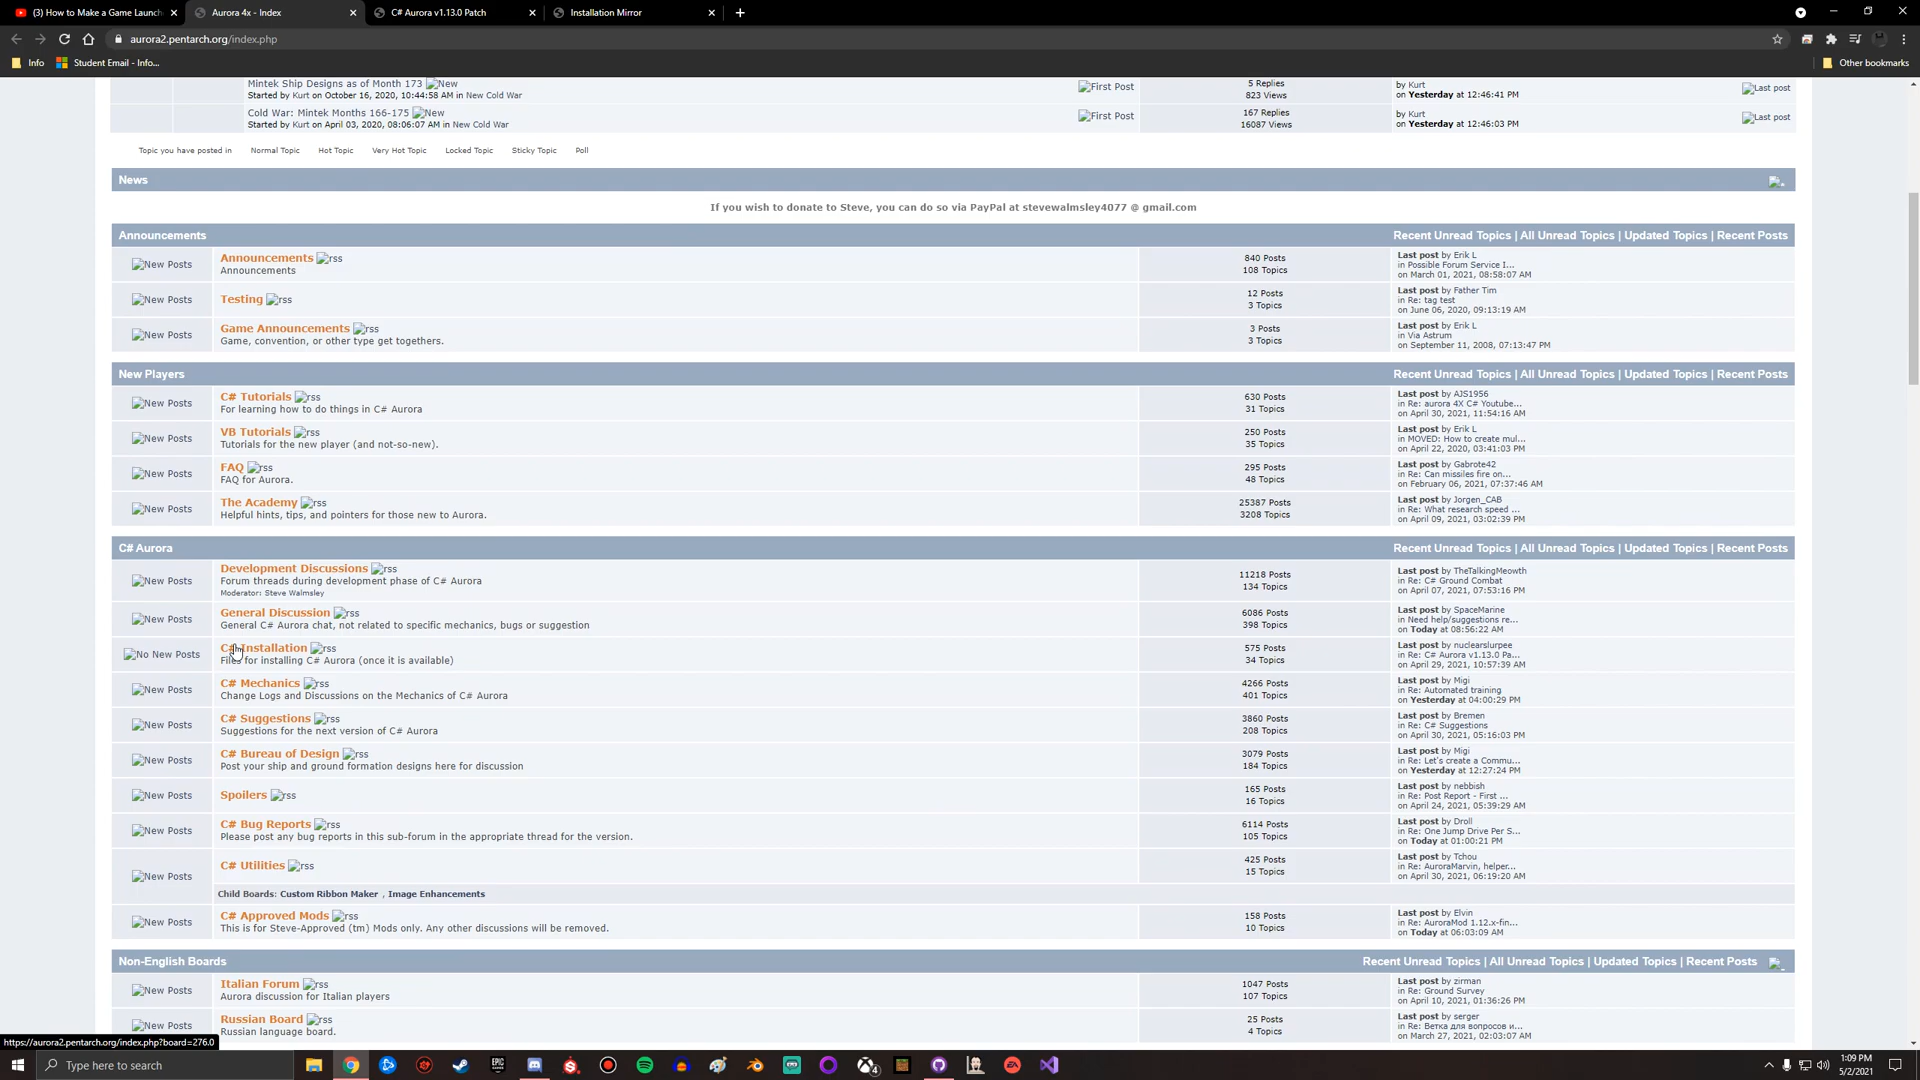 (3) How to Make a Game Launch
Aurora 4x - Index
C# Aurora v1.13.0 Patch
Installation Mirror
aurora2.pentarch.org/index.php
Info
Student Email - Info...
Other bookmarks
Mintek Ship Designs as of Month 173 New
Started by Kurt on October 16, 2020, 10:44:58 AM in New Cold War
First Post
5 Replies
823 Views
by Kurt
on Yesterday at 12:46:41 PM
Last post
Cold War: Mintek Months 166-175 New
Started by Kurt on April 03, 2020, 08:06:07 AM in New Cold War
First Post
167 Replies
16087 Views
by Kurt
on Yesterday at 12:46:03 PM
Last post
Topic you have posted in Normal Topic Hot Topic Very Hot Topic Locked Topic Sticky Topic Poll
News
If you wish to donate to Steve, you can do so via PayPal at stevewalmsley4077 @ gmail.com
Announcements
Recent Unread Topics | All Unread Topics | Updated Topics | Recent Posts
New Posts
Announcements rss
Announcements
840 Posts
108 Topics
Last post by Erik L
in Possible Forum Service I...
on March 01, 2021, 08:58:07 AM
New Posts
Testing rss
12 Posts
3 Topics
Last post by Father Tim
in Re: tag test
on June 06, 2020, 09:13:19 AM
New Posts
Game Announcements rss
Game, convention, or other type get togethers.
3 Posts
3 Topics
Last post by Erik L
in Via Astrum
on September 11, 2008, 07:13:47 PM
New Players
Recent Unread Topics | All Unread Topics | Updated Topics | Recent Posts
New Posts
C# Tutorials rss
For learning how to do things in C# Aurora
630 Posts
31 Topics
Last post by AJS1956
in Re: aurora 4X C# Youtube...
on April 30, 2021, 11:54:16 AM
New Posts
VB Tutorials rss
Tutorials for the new player (and not-so-new).
250 Posts
35 Topics
Last post by Erik L
in MOVED: How to create mul...
on April 22, 2020, 03:41:03 PM
New Posts
FAQ rss
FAQ for Aurora.
295 Posts
48 Topics
Last post by Gabrote42
in Re: Can missiles fire on...
on February 06, 2021, 07:37:46 AM
New Posts
The Academy rss
Helpful hints, tips, and pointers for those new to Aurora.
25387 Posts
3208 Topics
Last post by Jorgen_CAB
in Re: What research speed ...
on April 09, 2021, 03:02:39 PM
C# Aurora
Recent Unread Topics | All Unread Topics | Updated Topics | Recent Posts
New Posts
Development Discussions rss
Forum threads during development phase of C# Aurora
Moderator: Steve Walmsley
11218 Posts
134 Topics
Last post by TheTalkingMeowth
in Re: C# Ground Combat
on April 07, 2021, 07:53:16 PM
New Posts
General Discussion rss
General C# Aurora chat, not related to specific mechanics, bugs or suggestion
6086 Posts
398 Topics
Last post by SpaceMarine
in Need help/suggestions re...
on Today at 08:56:22 AM
No New Posts
C# Installation rss
Files for installing C# Aurora (once it is available)
575 Posts
34 Topics
Last post by nuclearslurpee
in Re: C# Aurora v1.13.0 Pa...
on April 29, 2021, 10:57:39 AM
New Posts
C# Mechanics rss
Change Logs and Discussions on the Mechanics of C# Aurora
4266 Posts
401 Topics
Last post by Migi
in Re: Automated training
on Yesterday at 04:00:29 PM
New Posts
C# Suggestions rss
Suggestions for the next version of C# Aurora
3860 Posts
208 Topics
Last post by Bremen
in Re: C# Suggestions
on April 30, 2021, 05:16:03 PM
New Posts
C# Bureau of Design rss
Post your ship and ground formation designs here for discussion
3079 Posts
184 Topics
Last post by Migi
in Re: Let's create a Commu...
on Yesterday at 12:27:24 PM
New Posts
Spoilers rss
165 Posts
16 Topics
Last post by nebbish
in Re: Post Report - First ...
on April 24, 2021, 05:39:29 AM
New Posts
C# Bug Reports rss
Please post any bug reports in this sub-forum in the appropriate thread for the version.
6114 Posts
105 Topics
Last post by Droll
in Re: One Jump Drive Per S...
on Today at 01:00:21 PM
New Posts
C# Utilities rss
425 Posts
15 Topics
Last post by Tchou
in Re: AuroraMarvin, helper...
on April 30, 2021, 06:19:20 AM
Child Boards: Custom Ribbon Maker , Image Enhancements
New Posts
C# Approved Mods rss
This is for Steve-Approved (tm) Mods only. Any other discussions will be removed.
158 Posts
10 Topics
Last post by Elvin
in Re: AuroraMod 1.12.x-fin...
on Today at 06:03:09 AM
Non-English Boards
Recent Unread Topics | All Unread Topics | Updated Topics | Recent Posts
New Posts
Italian Forum rss
Aurora discussion for Italian players
1047 Posts
107 Topics
Last post by zirman
in Re: Ground Survey
on April 10, 2021, 01:36:26 PM
New Posts
Russian Board rss
Russian language board.
25 Posts
4 Topics
Last post by serger
in Re: Ветка для вопросов и...
on March 27, 2021, 02:03:07 AM
https://aurora2.pentarch.org/index.php?board=276.0
Type here to search
EPIC
GAMES
4
EA
1:09 PM
5/2/2021